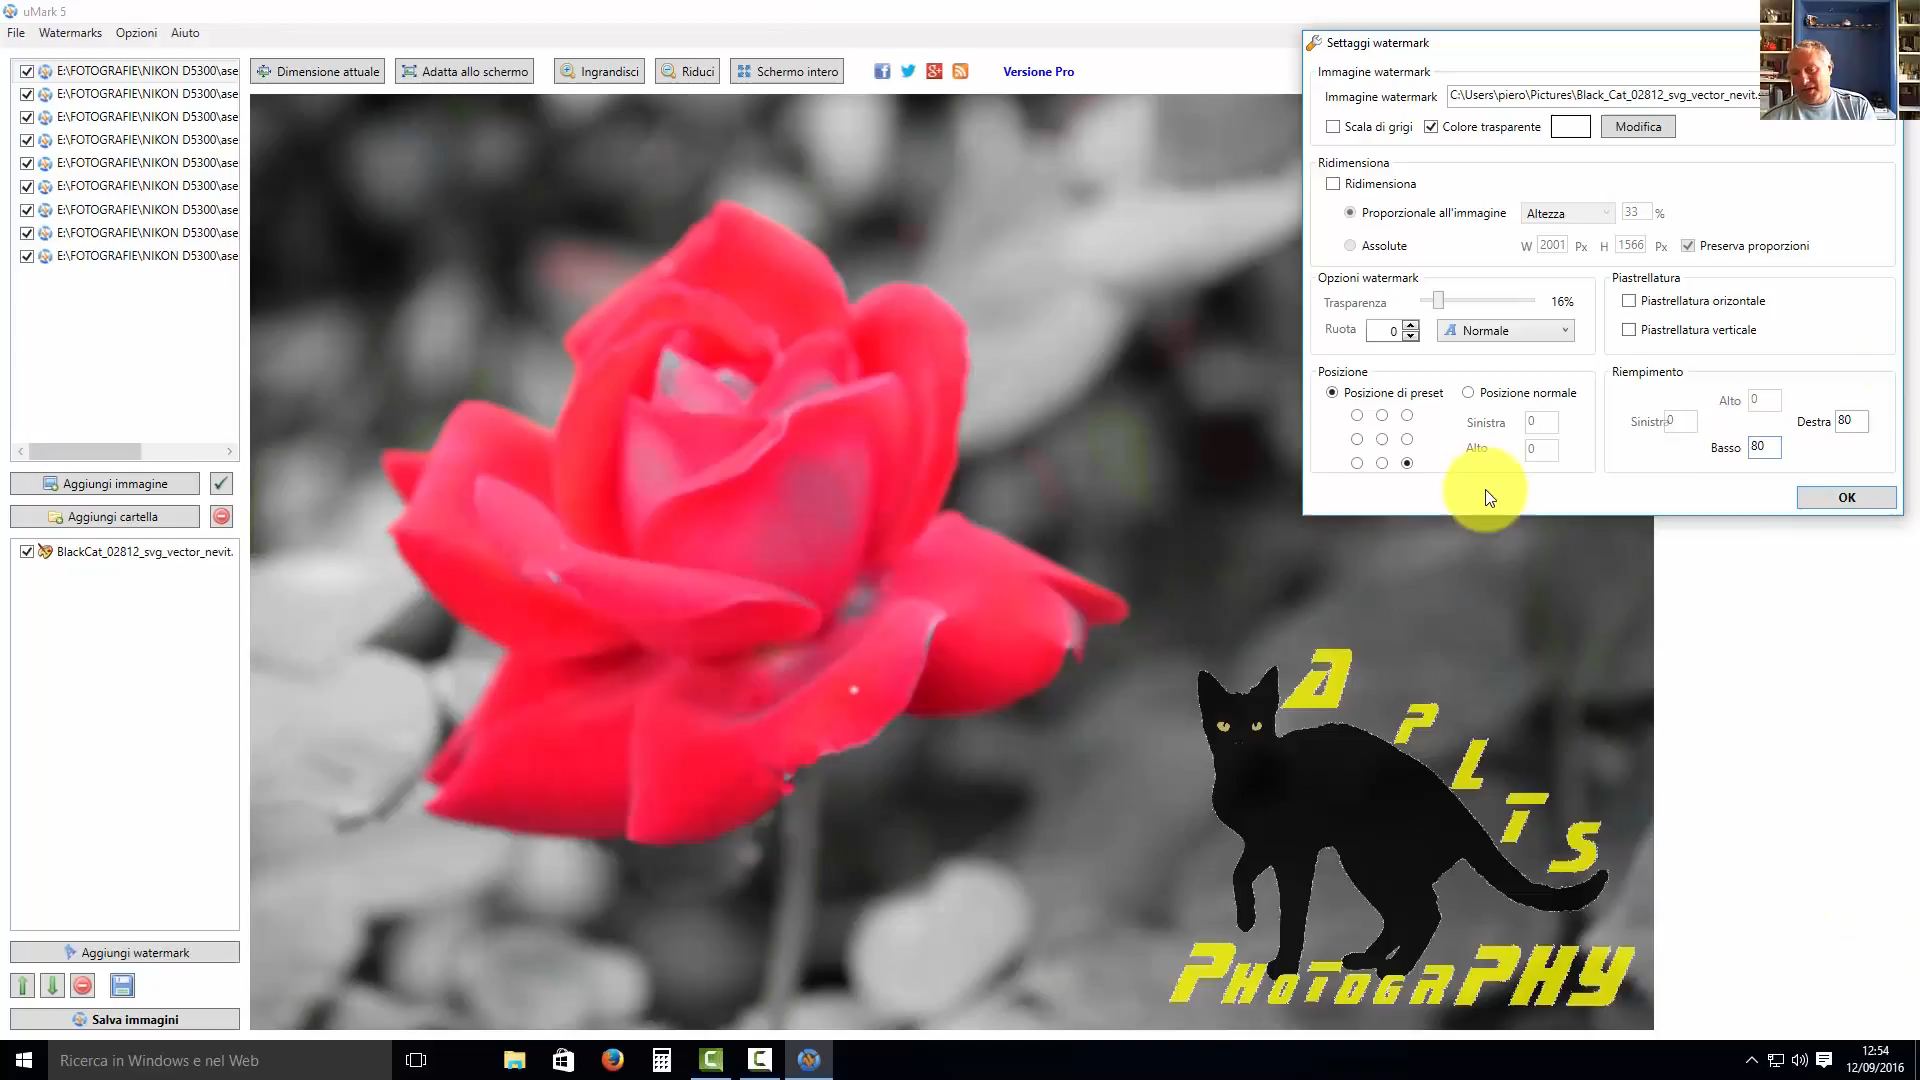 uMark 5
File Watermarks Opzioni Aiuto
E:\FOTOGRAFIE\NIKON D5300\ase
E:\FOTOGRAFIE\NIKON D5300\ase
E:\FOTOGRAFIE\NIKON D5300\ase
E:\FOTOGRAFIE\NIKON D5300\ase
E:\FOTOGRAFIE\NIKON D5300\ase
E:\FOTOGRAFIE\NIKON D5300\ase
E:\FOTOGRAFIE\NIKON D5300\ase
E:\FOTOGRAFIE\NIKON D5300\ase
E:\FOTOGRAFIE\NIKON D5300\ase
Aggiungi immagine
Aggiungi cartella
BlackCat_02812_svg_vector_nevit.
Aggiungi watermark
Salva immagini
Dimensione attuale Adatta allo schermo Ingrandisci Riduci Schermo intero Versione Pro
APLTS
PHOTOGRAPHY
Settaggi watermark
Immagine watermark
Immagine watermark C:\Users\piero\Pictures\Black_Cat_02812_svg_vector_nevit.s
Scala di grigi Colore trasparente Modifica
Ridimensiona
Ridimensiona
Proporzionale all'immagine Altezza 33 %
Assolute W 2001 Px H 1566 Px Preserva proporzioni
Opzioni watermark
Trasparenza 16%
Ruota 0 Normale
Piastrellatura
Piastrellatura orizontale
Piastrellatura verticale
Posizione
Posizione di preset Posizione normale
Sinistra 0
Alto 0
Riempimento
Alto 0
Sinistra 0 Destra 80
Basso 80
OK
Ricerca in Windows e nel Web
12:54
12/09/2016